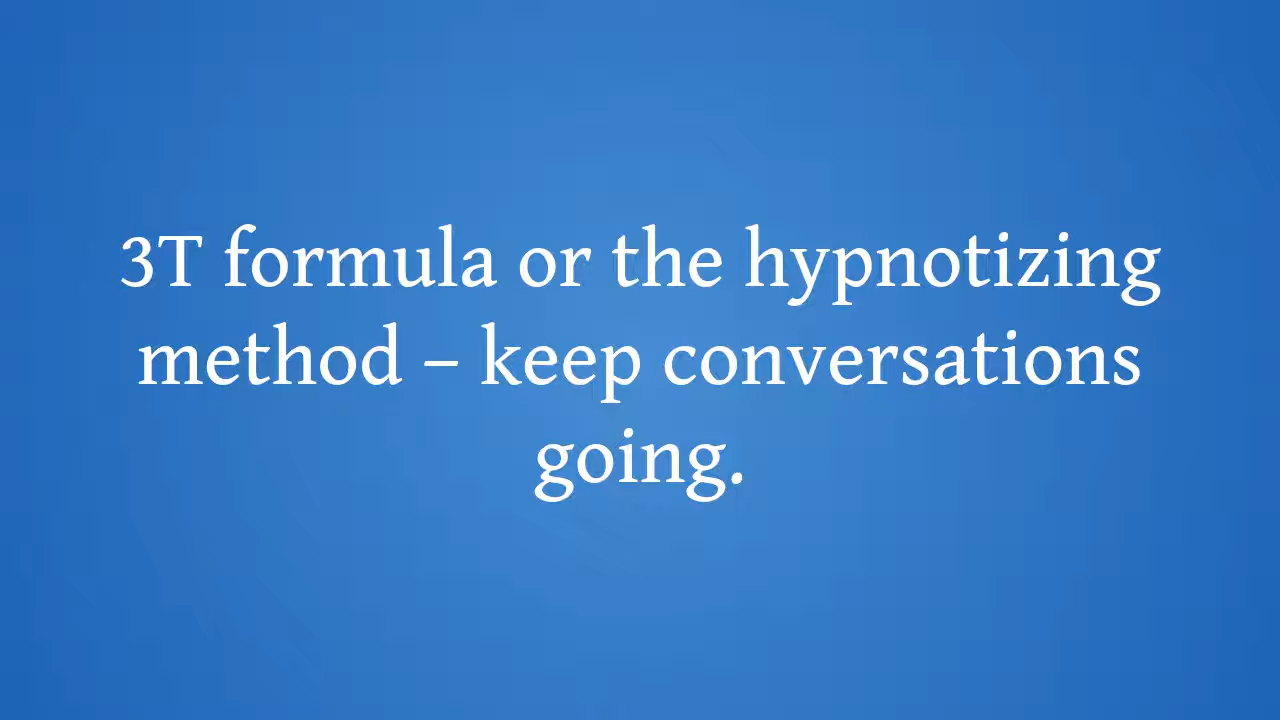 3T formula or the hypnotizing
method – keep conversations
going.